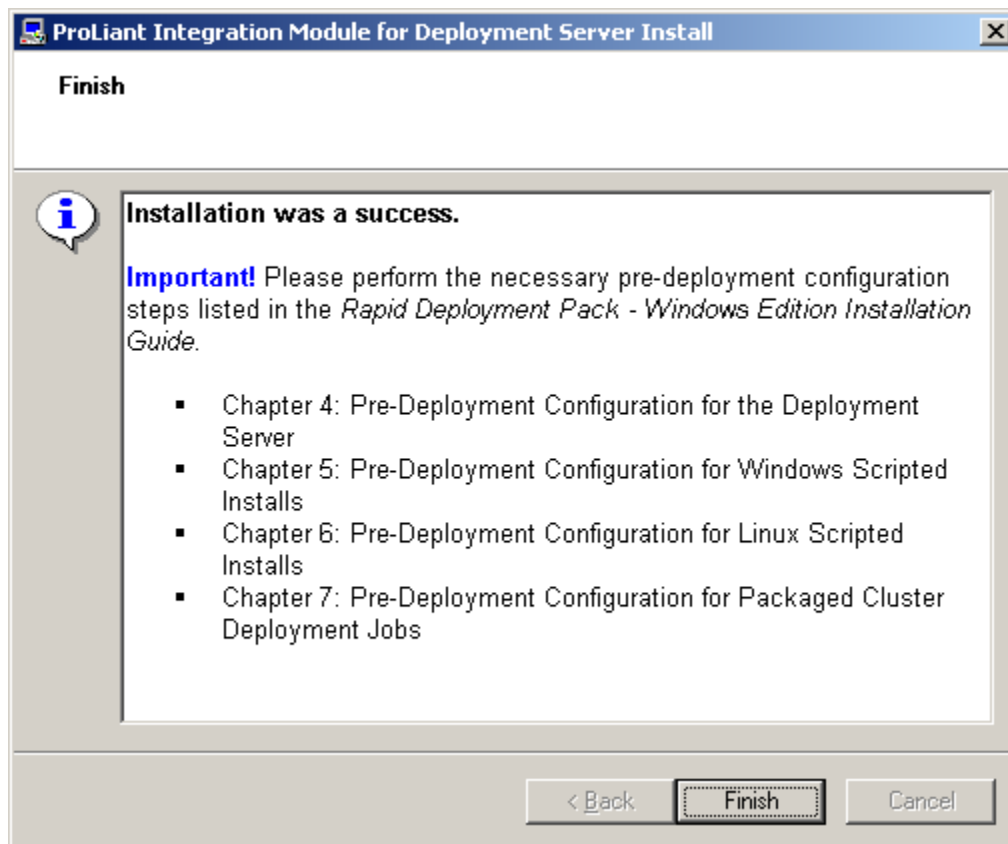 ProLiant Integration Module for Deployment Server Install
Finish
Installation was a success.
Important! Please perform the necessary pre-deployment configuration
steps listed in the Rapid Deployment Pack - Windows Edition Installation
Guide.
▪ Chapter 4: Pre-Deployment Configuration for the Deployment
Server
▪ Chapter 5: Pre-Deployment Configuration for Windows Scripted
Installs
▪ Chapter 6: Pre-Deployment Configuration for Linux Scripted
Installs
▪ Chapter 7: Pre-Deployment Configuration for Packaged Cluster
Deployment Jobs
< Back Finish Cancel